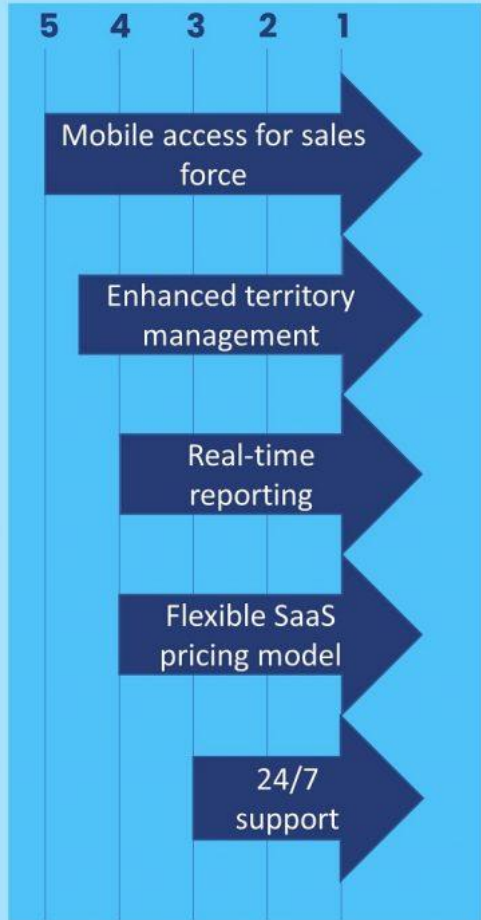 5 4 3 2 1
Mobile access for sales
force
Enhanced territory
management
Real-time
reporting
Flexible SaaS
pricing model
24/7
support